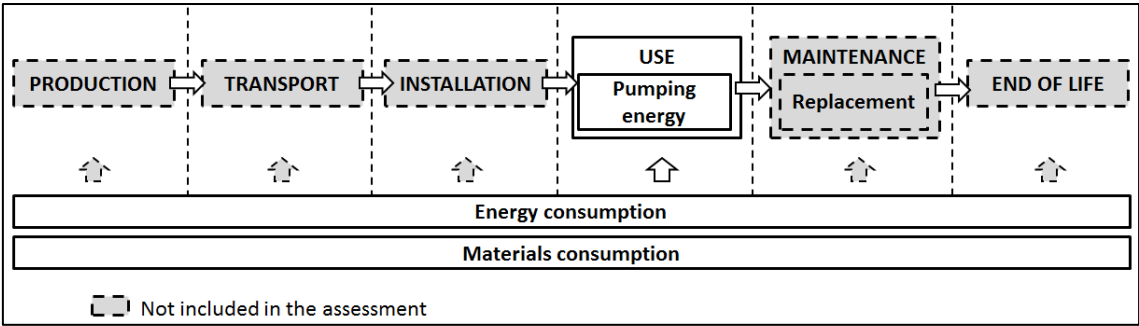 PRODUCTION
TRANSPORT
INSTALLATION
USE
Pumping
energy
MAINTENANCE
Replacement
END OF LIFE
Energy consumption
Materials consumption
Not included in the assessment